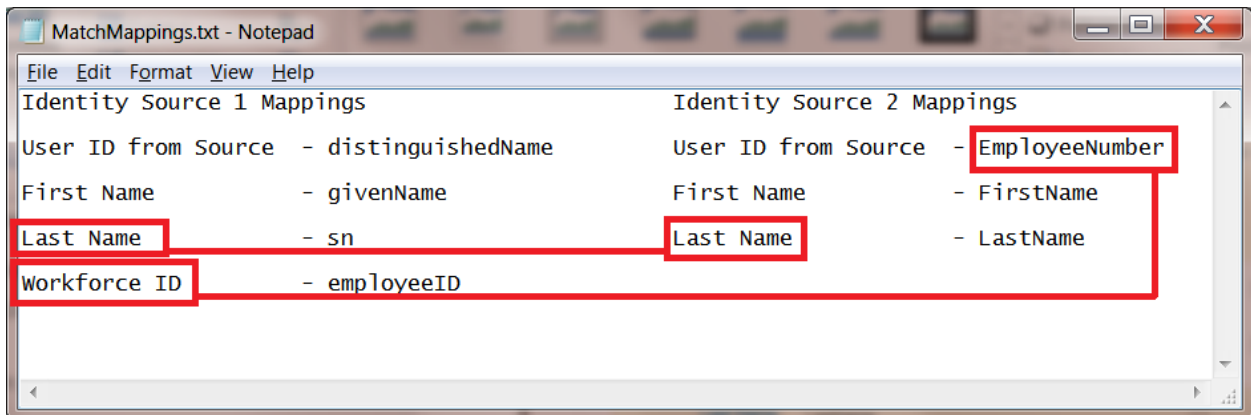 MatchMappings.txt - Notepad
File Edit Format View Help
Identity Source 1 Mappings Identity Source 2 Mappings
User ID from Source - distinguishedName User ID from Source - EmployeeNumber
First Name - givenName First Name - FirstName
Last Name - sn Last Name - LastName
Workforce ID - employeeID